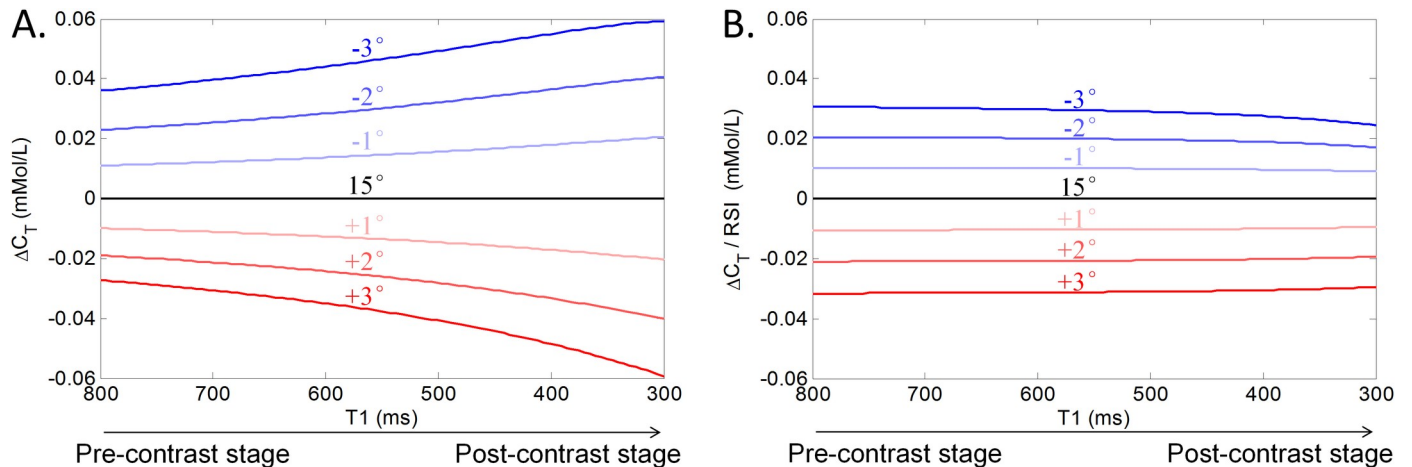 A.
0.06
0.04
0.02
0
-0.02
-0.04
-0.06
ΔC_T (mMol/L)
-3°
-2°
-1°
15°
+1°
+2°
+3°
800 700 600 500 400 300
T1 (ms)
Pre-contrast stage Post-contrast stage
B.
0.06
0.04
0.02
0
-0.02
-0.04
-0.06
ΔC_T / RSI (mMol/L)
-3°
-2°
-1°
15°
+1°
+2°
+3°
800 700 600 500 400 300
T1 (ms)
Pre-contrast stage Post-contrast stage